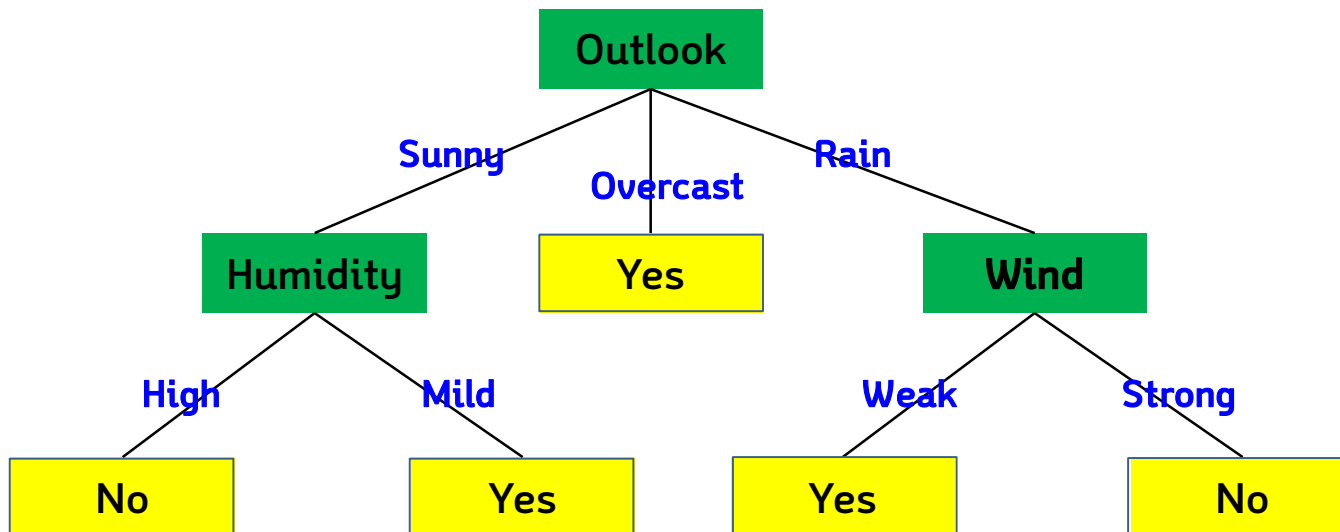 Outlook
Sunny
Rain
Overcast
Humidity
Yes
Wind
High
Mild
Weak
Strong
No
Yes
Yes
No